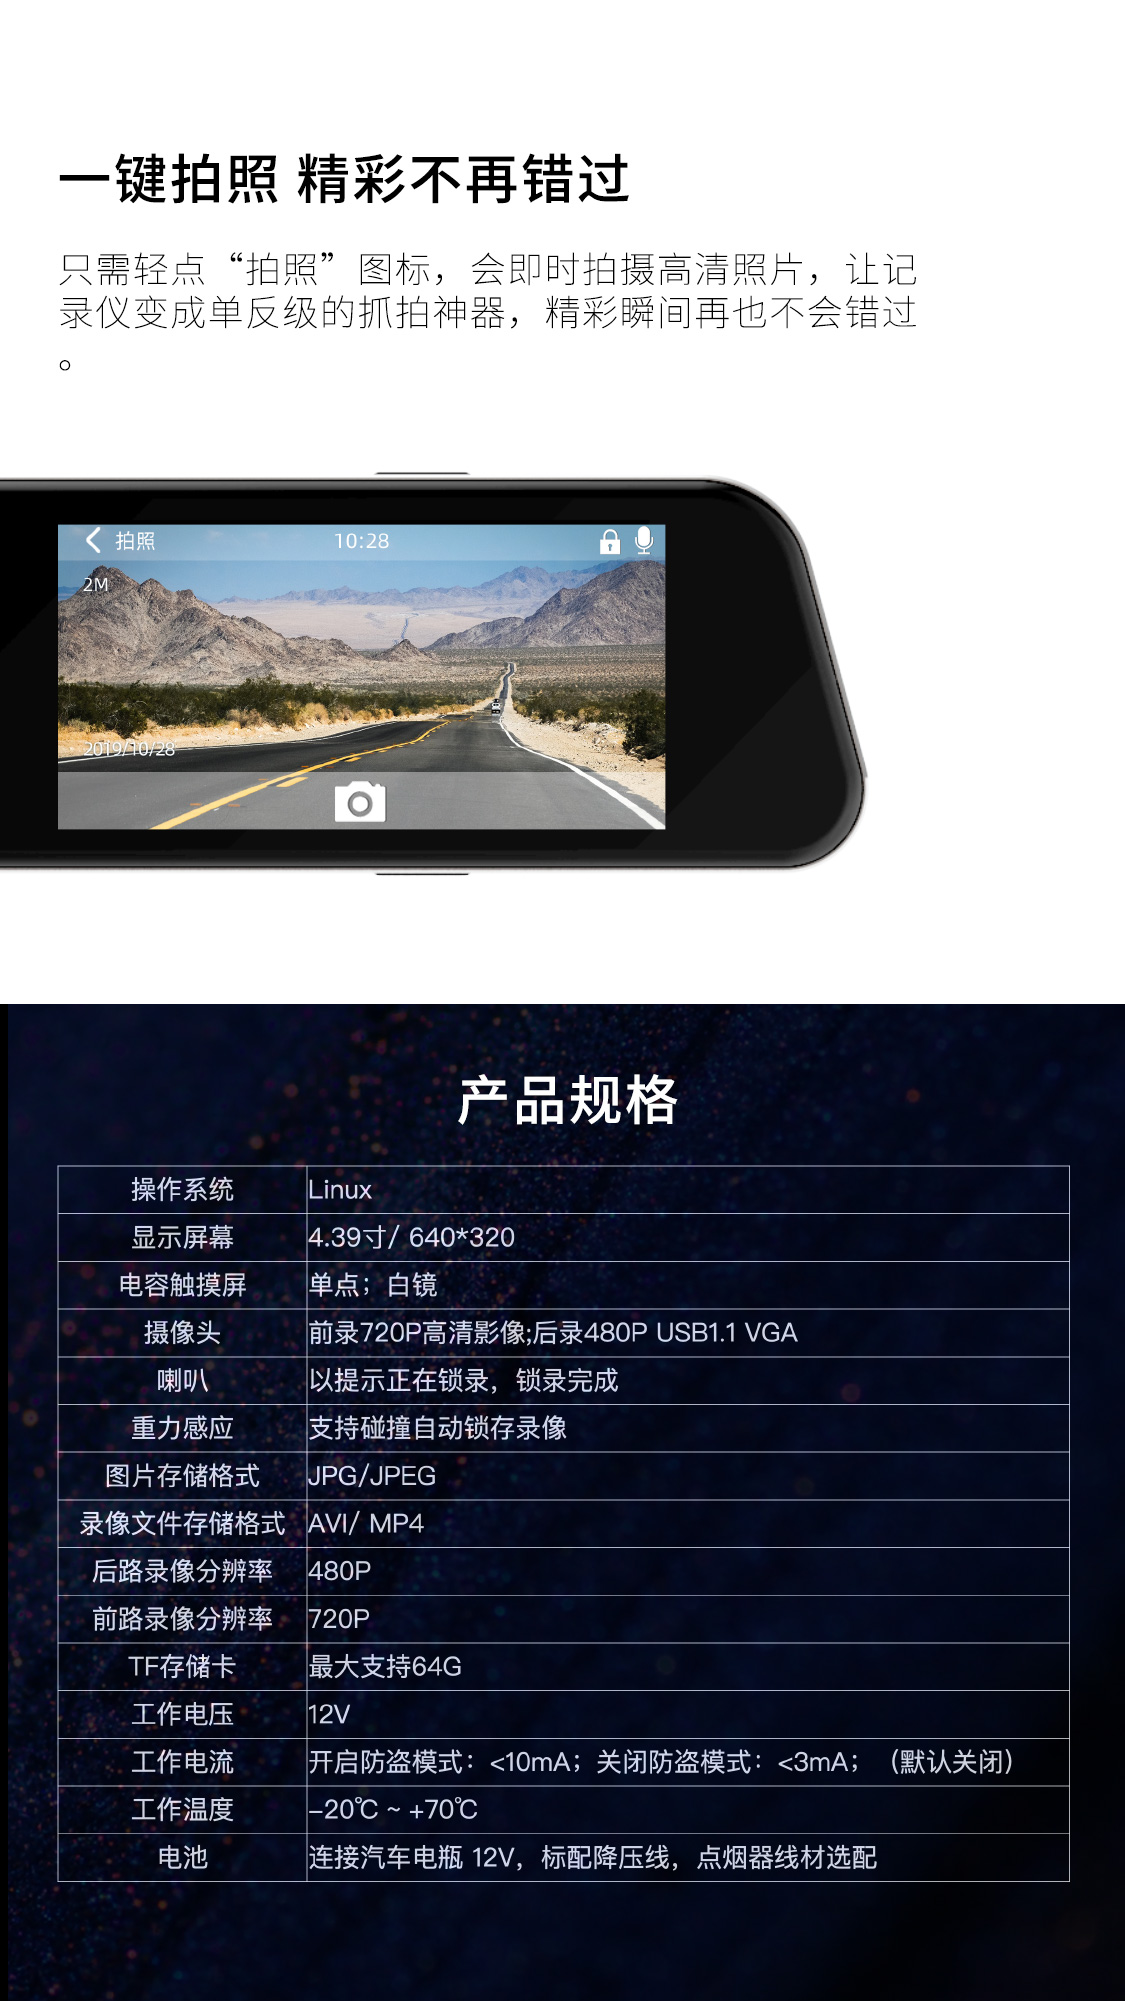 一键拍照 精彩不再错过
只需轻点“拍照”图标，会即时拍摄高清照片，让记
录仪变成单反级的抓拍神器，精彩瞬间再也不会错过
。
拍照 10:28
2M
2019/10/28
产品规格
操作系统 Linux
显示屏幕 4.39寸/ 640*320
电容触摸屏 单点；白镜
摄像头 前录720P高清影像;后录480P USB1.1 VGA
喇叭 以提示正在锁录，锁录完成
重力感应 支持碰撞自动锁存录像
图片存储格式 JPG/JPEG
录像文件存储格式 AVI/ MP4
后路录像分辨率 480P
前路录像分辨率 720P
TF存储卡 最大支持64G
工作电压 12V
工作电流 开启防盗模式：<10mA；关闭防盗模式：<3mA；（默认关闭）
工作温度 -20℃ ~ +70℃
电池 连接汽车电瓶 12V，标配降压线，点烟器线材选配